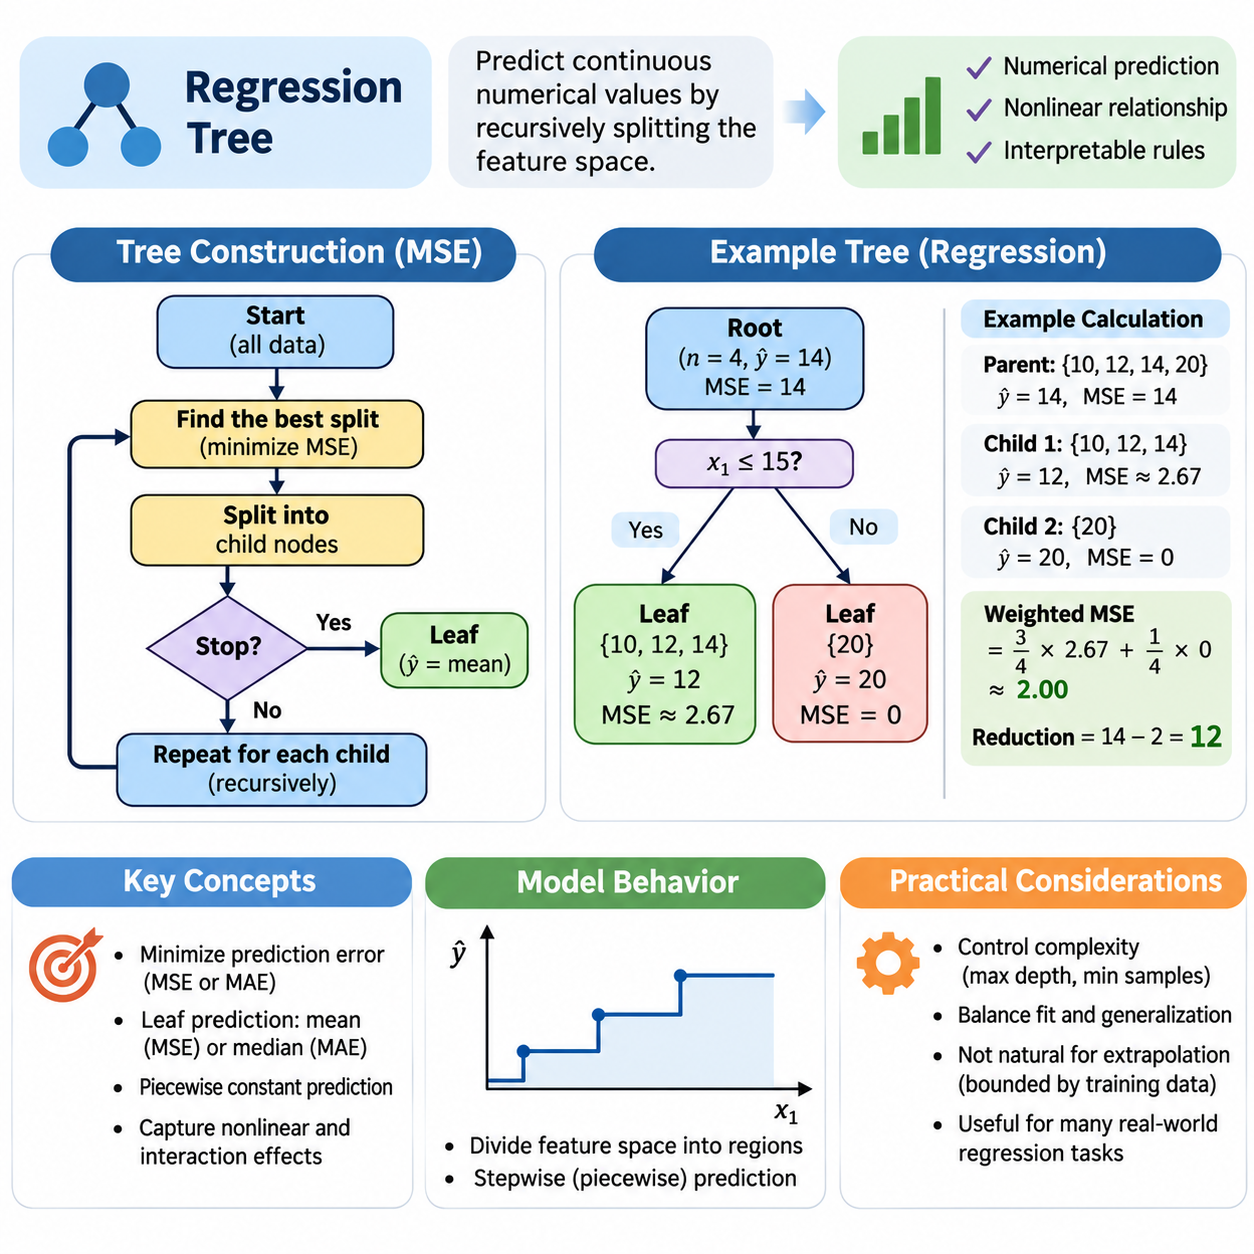 Regression
Tree
Predict continuous
numerical values by
recursively splitting the
feature space.
✓ Numerical prediction
✓ Nonlinear relationship
✓ Interpretable rules
Tree Construction (MSE)
Start
(all data)
Find the best split
(minimize MSE)
Split into
child nodes
Stop?
Yes
Leaf
(ŷ = mean)
No
Repeat for each child
(recursively)
Example Tree (Regression)
Root
(n = 4, ŷ = 14)
MSE = 14
x₁ ≤ 15?
Yes
No
Leaf
{10, 12, 14}
ŷ = 12
MSE ≈ 2.67
Leaf
{20}
ŷ = 20
MSE = 0
Example Calculation
Parent: {10, 12, 14, 20}
ŷ = 14, MSE = 14
Child 1: {10, 12, 14}
ŷ = 12, MSE ≈ 2.67
Child 2: {20}
ŷ = 20, MSE = 0
Weighted MSE
= 3/4 × 2.67 + 1/4 × 0
≈ 2.00
Reduction = 14 – 2 = 12
Key Concepts
• Minimize prediction error
(MSE or MAE)
• Leaf prediction: mean
(MSE) or median (MAE)
• Piecewise constant prediction
• Capture nonlinear and
interaction effects
Model Behavior
ŷ
x₁
• Divide feature space into regions
• Stepwise (piecewise) prediction
Practical Considerations
• Control complexity
(max depth, min samples)
• Balance fit and generalization
• Not natural for extrapolation
(bounded by training data)
• Useful for many real-world
regression tasks